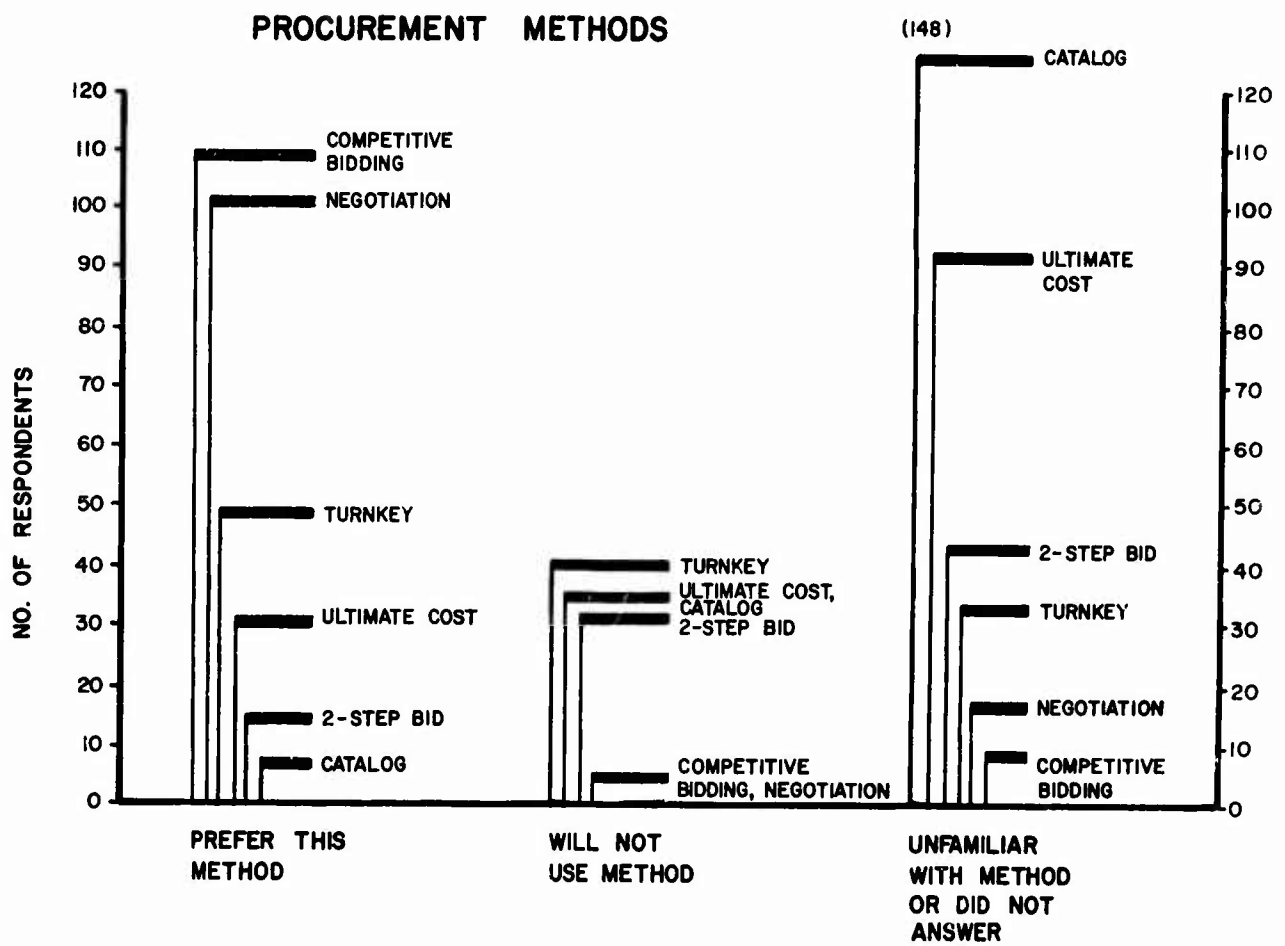 PROCUREMENT METHODS
(148)
NO. OF RESPONDENTS
120
110
100
90
80
70
60
50
40
30
20
10
0
COMPETITIVE
BIDDING
NEGOTIATION
TURNKEY
ULTIMATE COST
2-STEP BID
CATALOG
PREFER THIS
METHOD
TURNKEY
ULTIMATE COST,
CATALOG
2-STEP BID
COMPETITIVE
BIDDING, NEGOTIATION
WILL NOT
USE METHOD
CATALOG
ULTIMATE
COST
2-STEP BID
TURNKEY
NEGOTIATION
COMPETITIVE
BIDDING
UNFAMILIAR
WITH METHOD
OR DID NOT
ANSWER
120
110
100
90
80
70
60
50
40
30
20
10
0